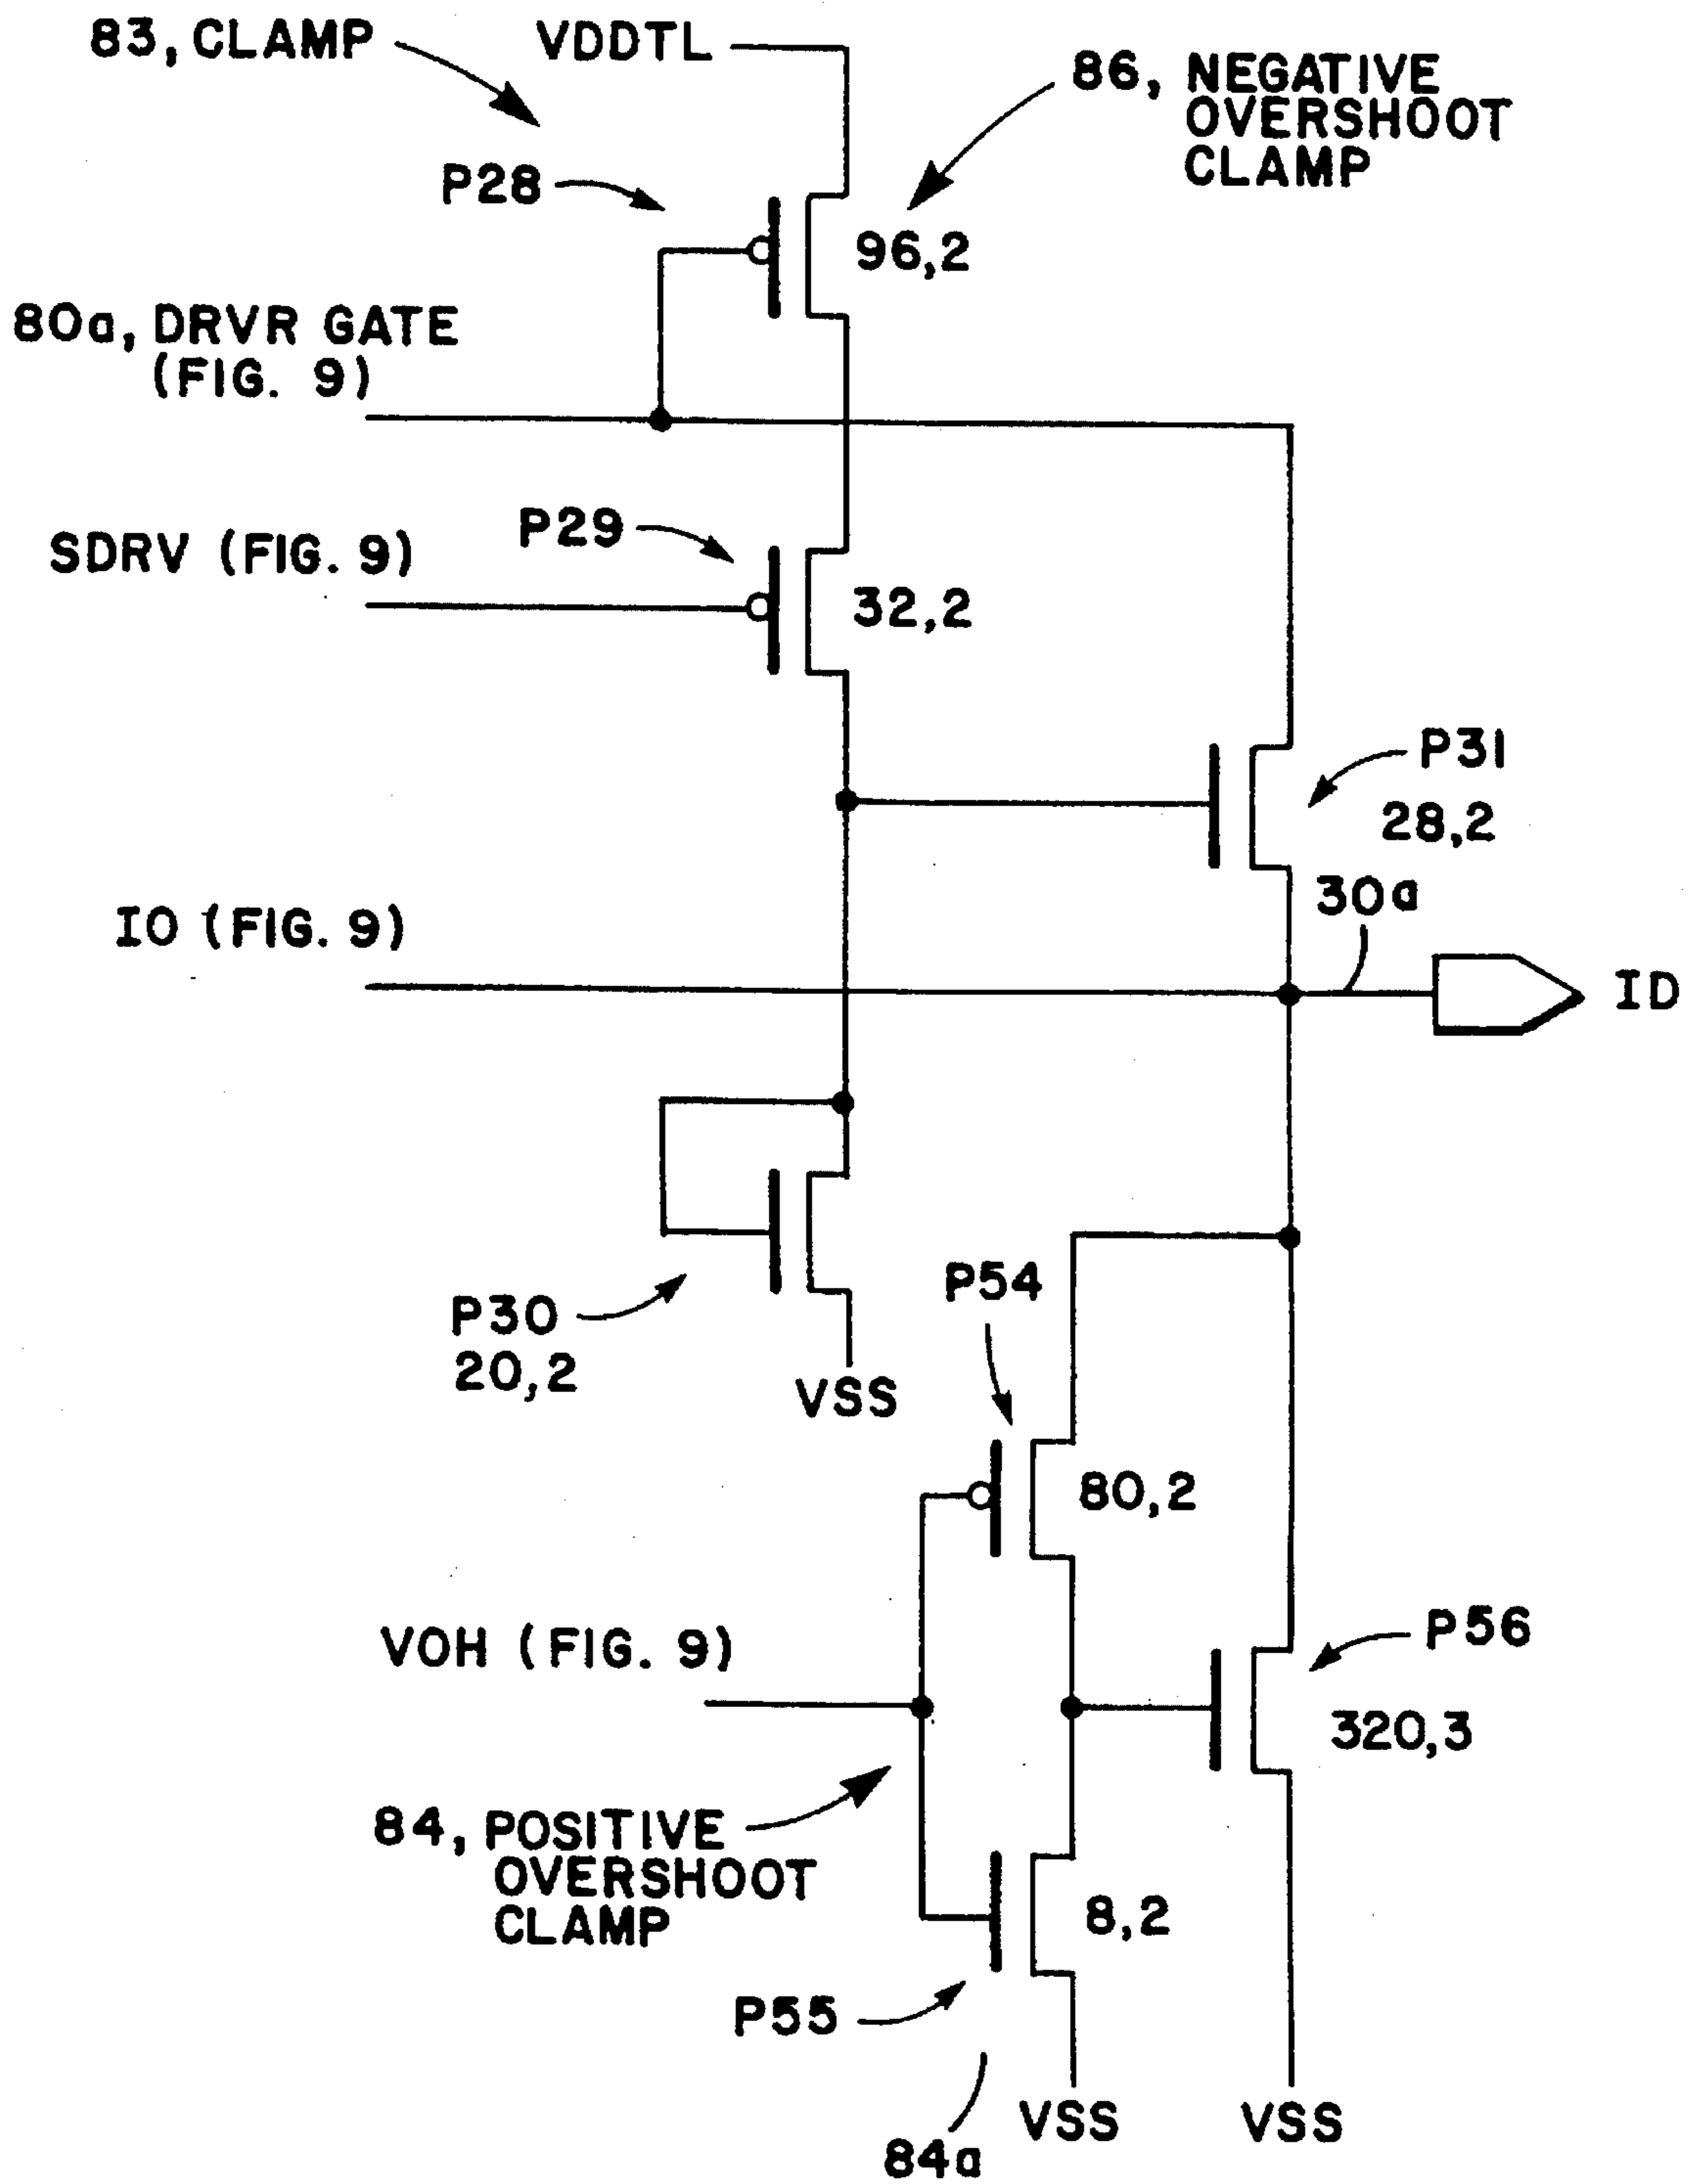 83, CLAMP
VDDTL
86, NEGATIVE
OVERSHOOT
CLAMP
P28
96,2
80a, DRVR GATE
(FIG. 9)
P29
SDRV (FIG. 9)
32,2
P31
28,2
30a
IO (FIG. 9)
ID
P30
20,2
VSS
P54
80,2
VOH (FIG. 9)
P56
320,3
84, POSITIVE
OVERSHOOT
CLAMP
8,2
P55
84a
VSS
VSS